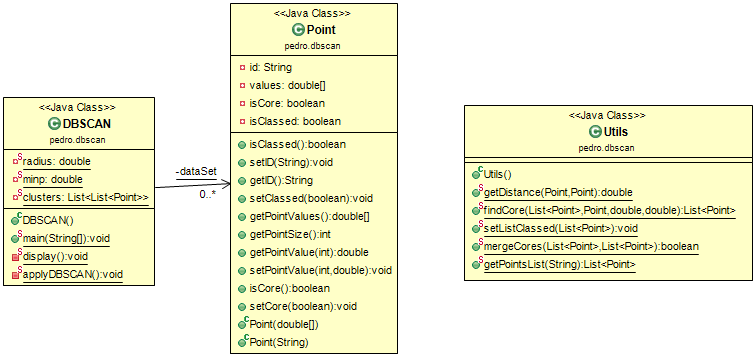 <<Java Class>>
DBSCAN
pedro.dbscan
radius: double
minp: double
clusters: List<List<Point>>
DBSCAN()
main(String[]):void
display():void
applyDBSCAN():void
-dataSet
0..*
<<Java Class>>
Point
pedro.dbscan
id: String
values: double[]
isCore: boolean
isClassed: boolean
isClassed():boolean
setID(String):void
getID():String
setClassed(boolean):void
getPointValues():double[]
getPointSize():int
getPointValue(int):double
setPointValue(int,double):void
isCore():boolean
setCore(boolean):void
Point(double[])
Point(String)
<<Java Class>>
Utils
pedro.dbscan
Utils()
getDistance(Point,Point):double
findCore(List<Point>,Point,double,double):List<Point>
setListClassed(List<Point>):void
mergeCores(List<Point>,List<Point>):boolean
getPointsList(String):List<Point>